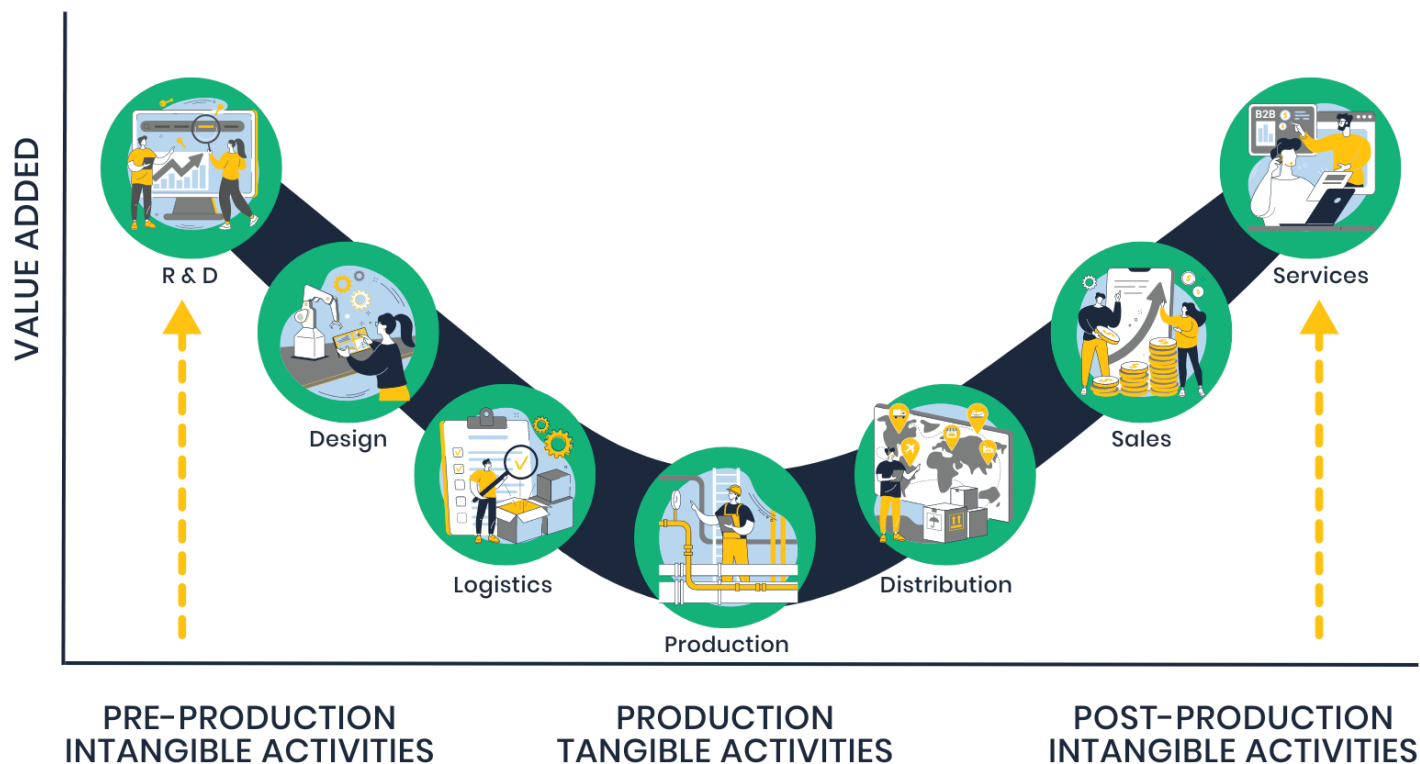 VALUE ADDED
B2B
R & D
Services
Design
Sales
Logistics
Distribution
Production
PRE-PRODUCTION
INTANGIBLE ACTIVITIES
PRODUCTION
TANGIBLE ACTIVITIES
POST-PRODUCTION
INTANGIBLE ACTIVITIES